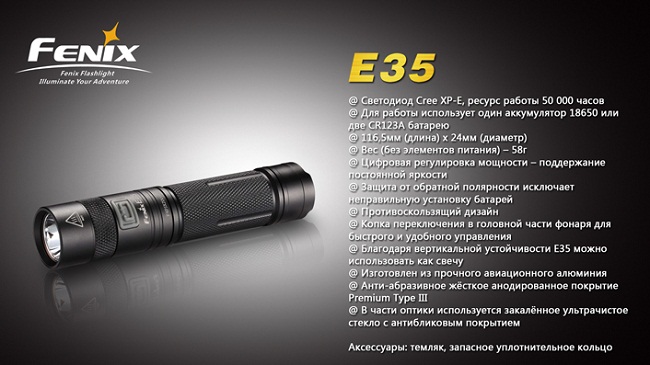 FENIX
Fenix Flashlight
Illuminate Your Adventure
E35
@ Светодиод Cree XP-E, ресурс работы 50 000 часов
@ Для работы использует один аккумулятор 18650 или
две CR123A батарею
@ 116,5мм (длина) x 24мм (диаметр)
@ Вес (без элементов питания) – 58г
@ Цифровая регулировка мощности – поддержание
постоянной яркости
@ Защита от обратной полярности исключает
неправильную установку батарей
@ Противоскользящий дизайн
@ Копка переключения в головной части фонаря для
быстрого и удобного управления
@ Благодаря вертикальной устойчивости E35 можно
использовать как свечу
@ Изготовлен из прочного авиационного алюминия
@ Анти-абразивное жёсткое анодированное покрытие
Premium Type III
@ В части оптики используется закалённое ультрачистое
стекло с антибликовым покрытием
Аксессуары: темляк, запасное уплотнительное кольцо